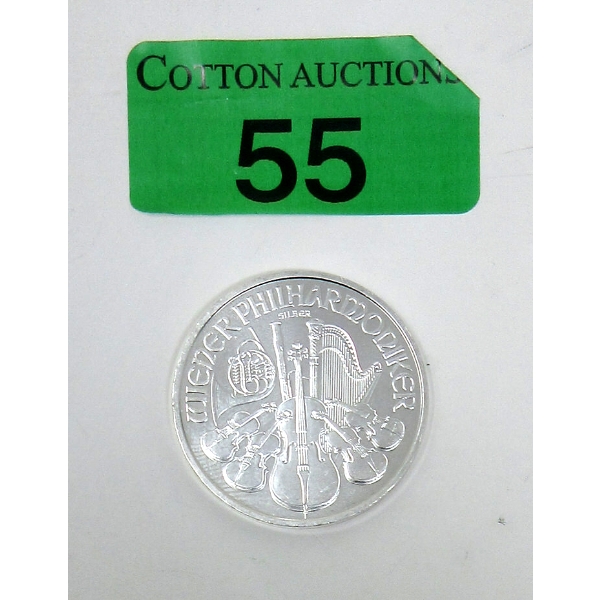 COTTON AUCTIONS
55
WIENER PHILHARMONIKER
SILBER